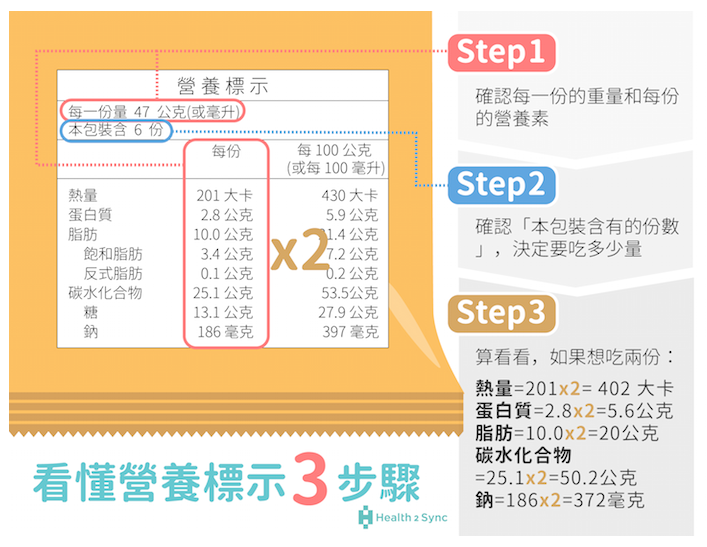 營養標示
每一份量 47 公克(或毫升)
本包裝含 6 份
每份 每 100 公克
(或每 100 毫升)
熱量 201 大卡 430 大卡
蛋白質 2.8 公克 5.9 公克
脂肪 10.0 公克 1.4 公克
飽和脂肪 3.4 公克 7.2 公克
反式脂肪 0.1 公克 0.2 公克
碳水化合物 25.1 公克 53.5公克
糖 13.1 公克 27.9 公克
鈉 186 毫克 397 毫克
x2
看懂營養標示3步驟
Health2Sync
Step1
確認每一份的重量和每份
的營養素
Step2
確認「本包裝含有的份數
」，決定要吃多少量
Step3
算看看，如果想吃兩份：
熱量=201x2= 402 大卡
蛋白質=2.8x2=5.6公克
脂肪=10.0x2=20公克
碳水化合物
=25.1x2=50.2公克
鈉=186x2=372毫克